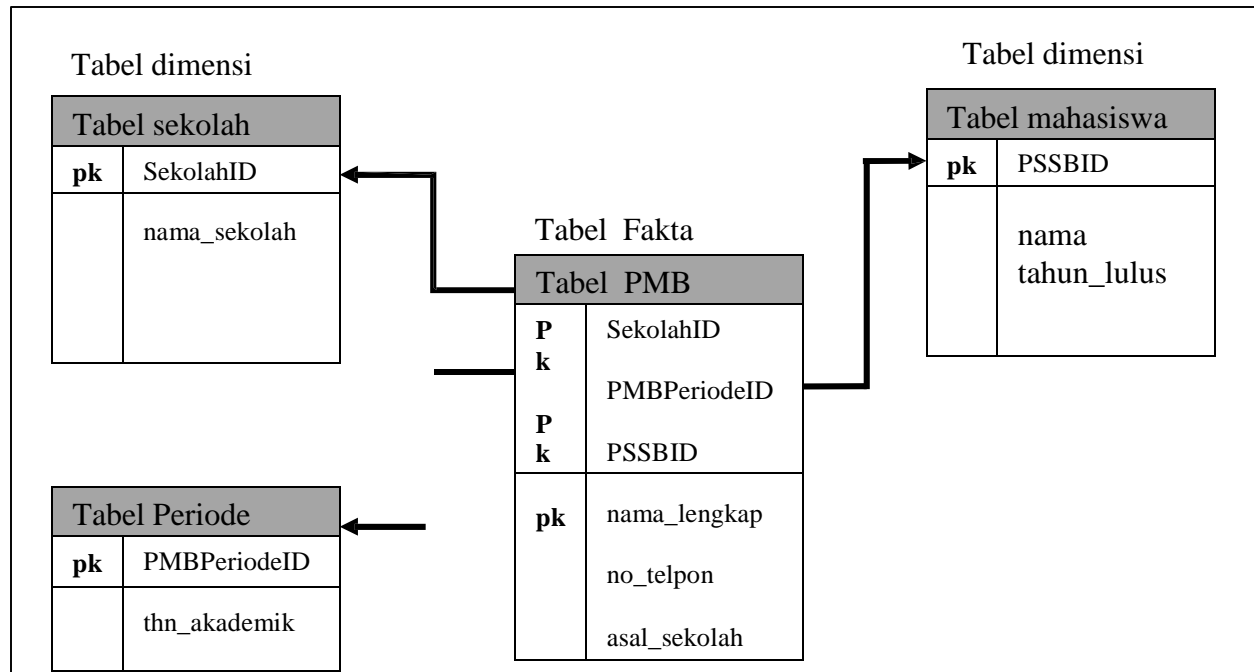 Tabel dimensi
Tabel sekolah
pk SekolahID
nama_sekolah
Tabel dimensi
Tabel mahasiswa
pk PSSBID
nama
tahun_lulus
Tabel Fakta
Tabel PMB
P
k
SekolahID
PMBPeriodeID
P
k
PSSBID
pk nama_lengkap
no_telpon
asal_sekolah
Tabel Periode
pk PMBPeriodeID
thn_akademik